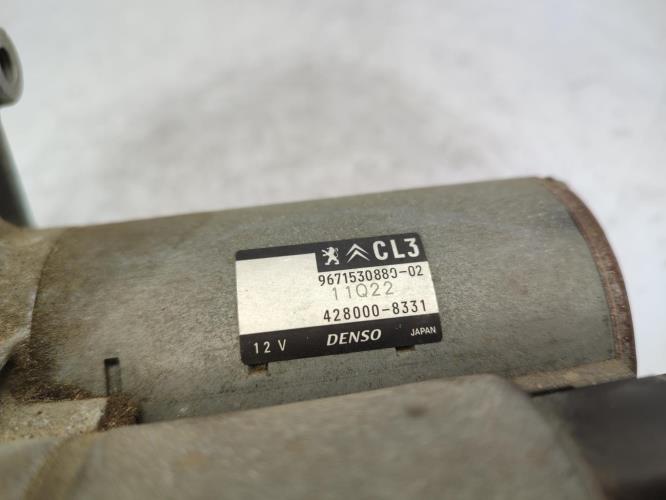 CL3
9671530880-02
11Q22
428000-8331
12 V DENSO JAPAN